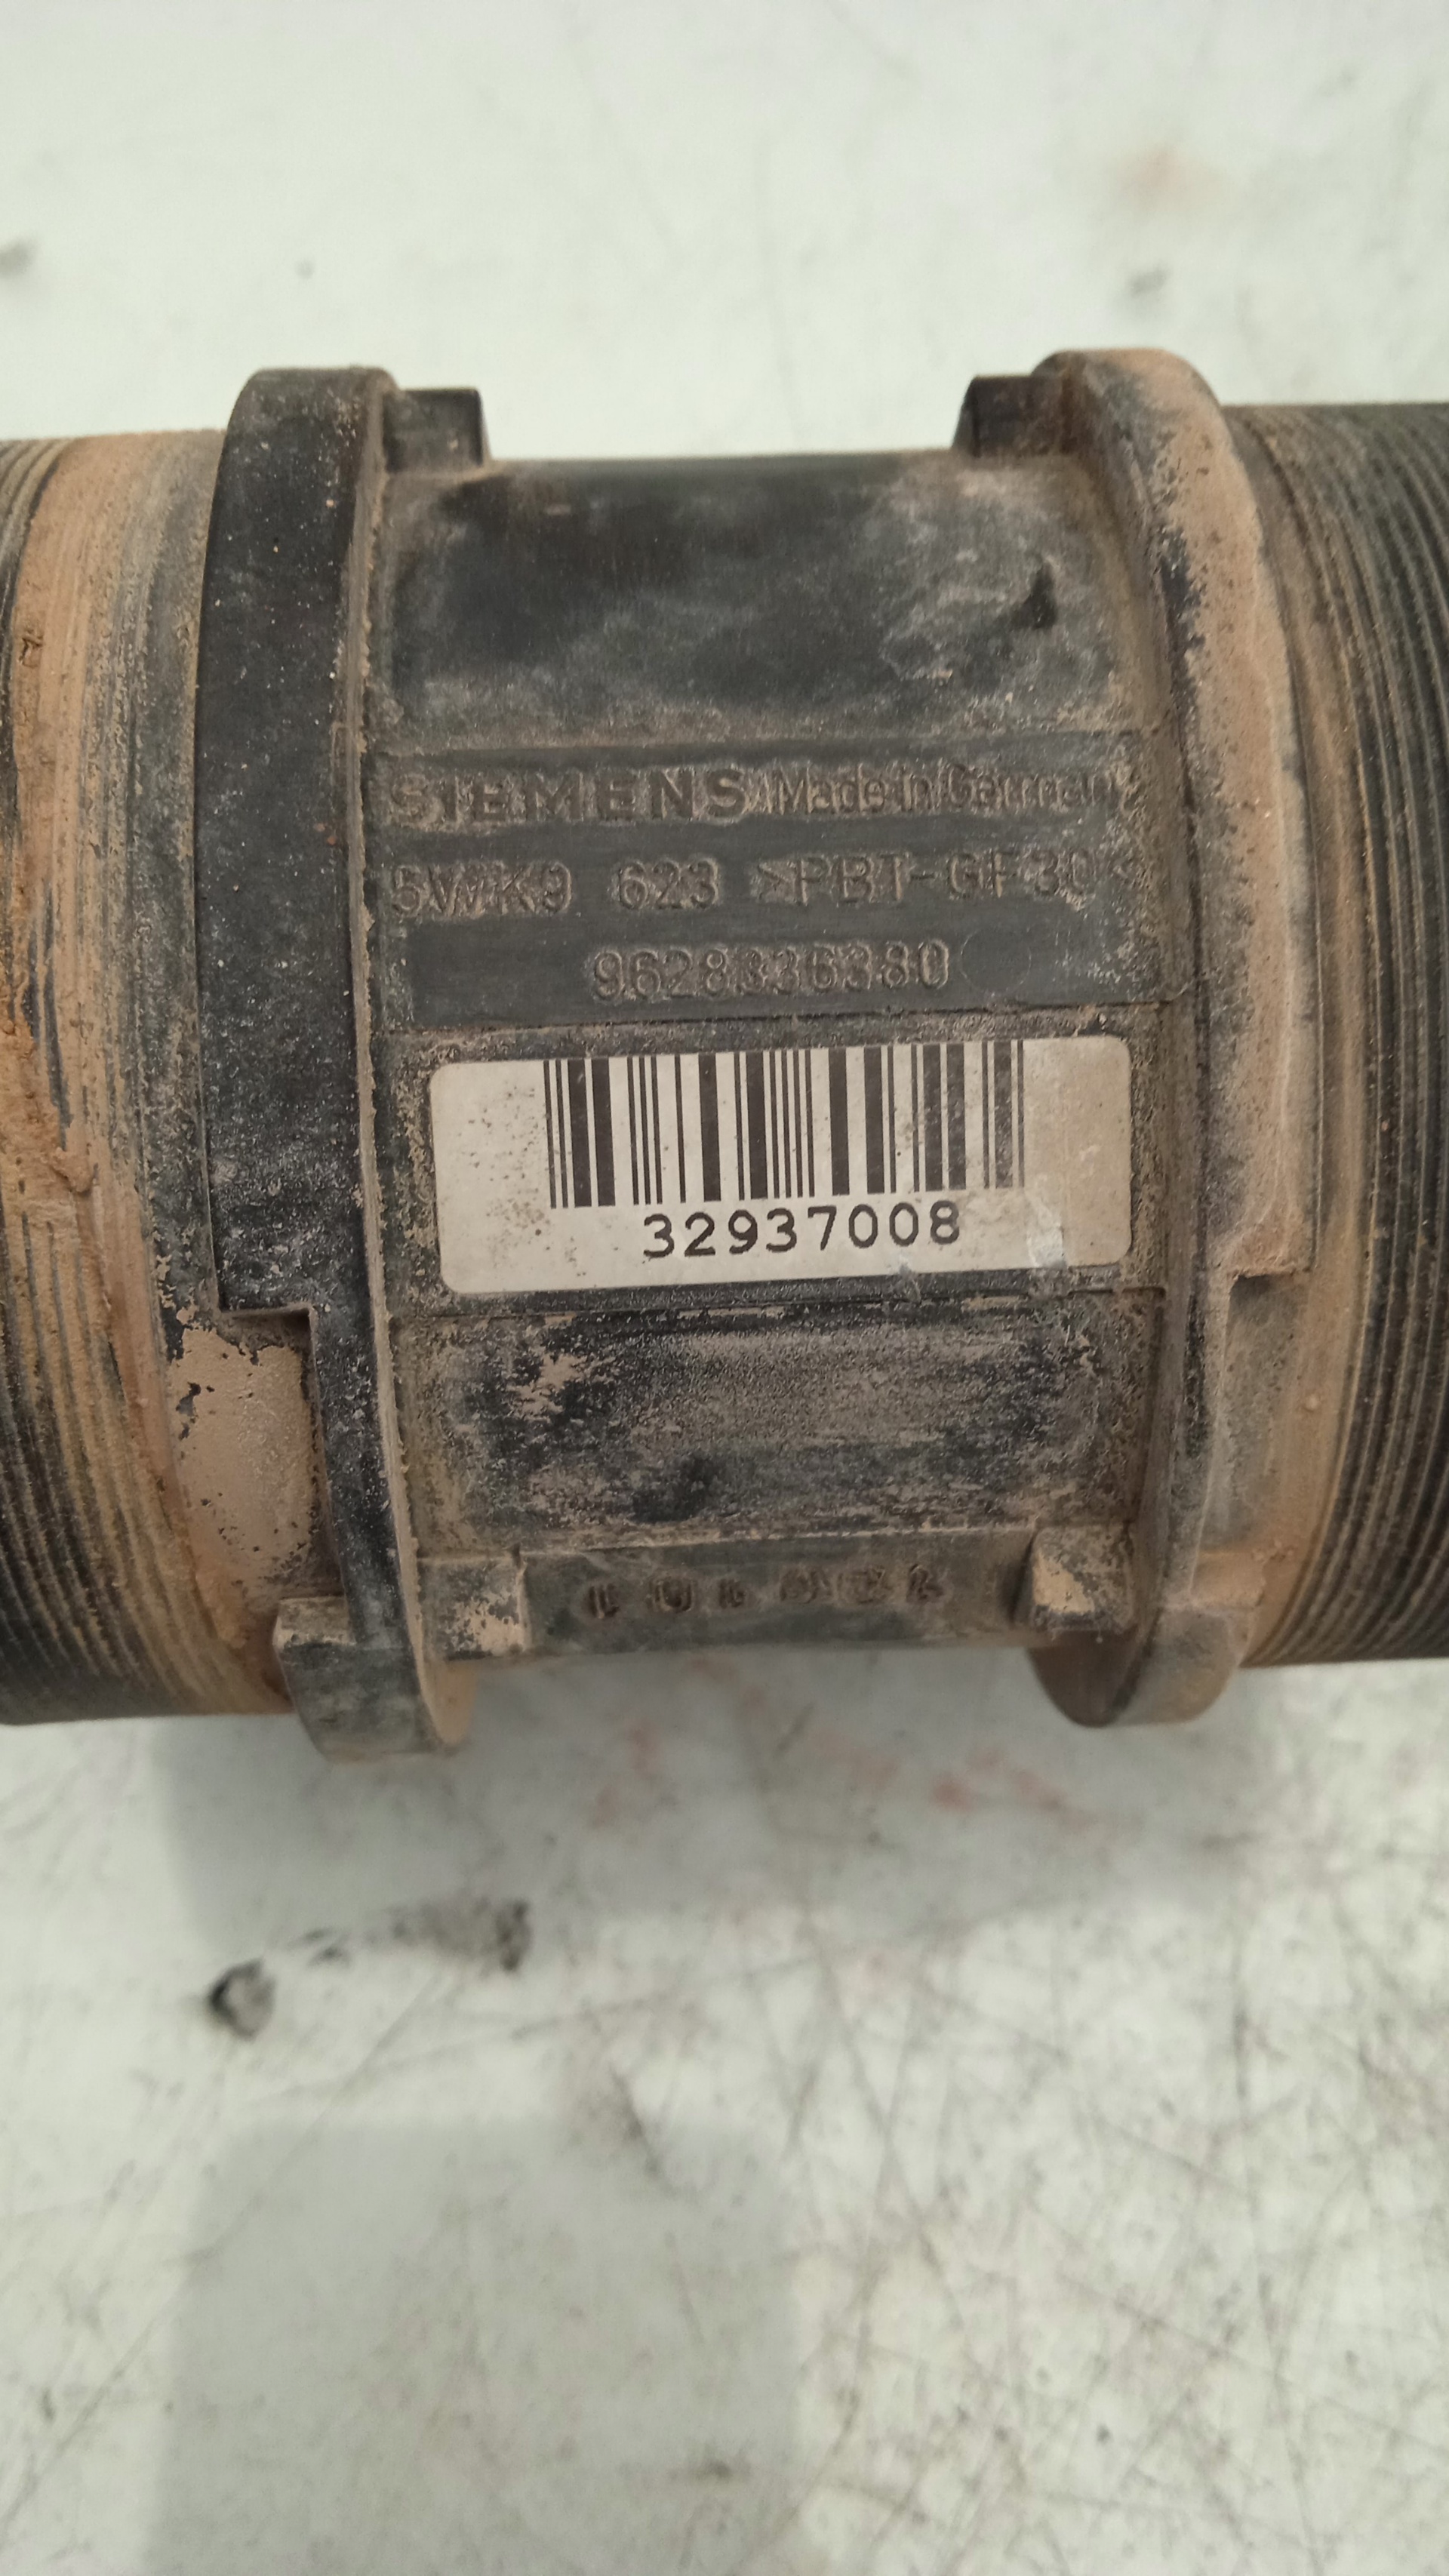 SIEMENS Made in Germany
5WK9 623 >PBT-GF30<
9628336380
32937008